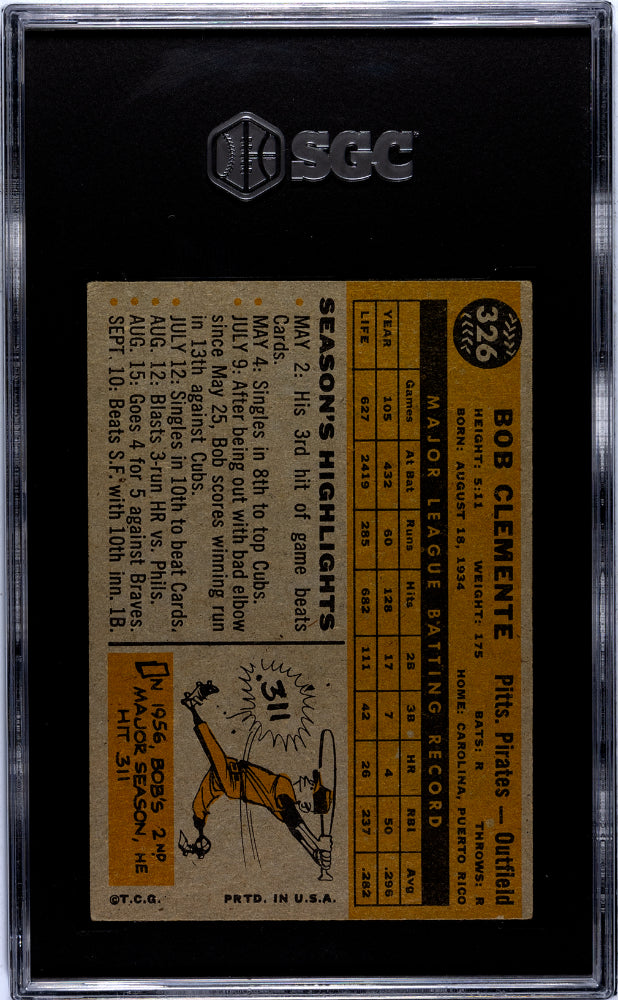 SGC
326
BOB CLEMENTE Pitts. Pirates — Outfield
HEIGHT: 5-11 WEIGHT: 175 BATS: R THROWS: R
BORN: AUGUST 18, 1934 HOME: CAROLINA, PUERTO RICO
MAJOR LEAGUE BATTING RECORD
Games At Bat Runs Hits 2B 3B HR RBI Avg
YEAR 105 432 60 128 17 7 4 50 .296
LIFE 627 2419 285 682 111 42 26 237 .282
SEASON'S HIGHLIGHTS
• MAY 2: His 3rd hit of game beats
Cards.
• MAY 4: Singles in 8th to top Cubs.
• JULY 9: After being out with bad elbow
since May 25, Bob scores winning run
in 13th against Cubs.
• JULY 12: Singles in 10th to beat Cards.
• AUG. 12: Blasts 3-run HR vs. Phils.
• AUG. 15: Goes 4 for 5 against Braves.
• SEPT. 10: Beats S.F. with 10th inn. 1B.
.311
IN 1956, BOB'S 2ND
MAJOR SEASON, HE
HIT .311
©T.C.G. PRTD. IN U.S.A.